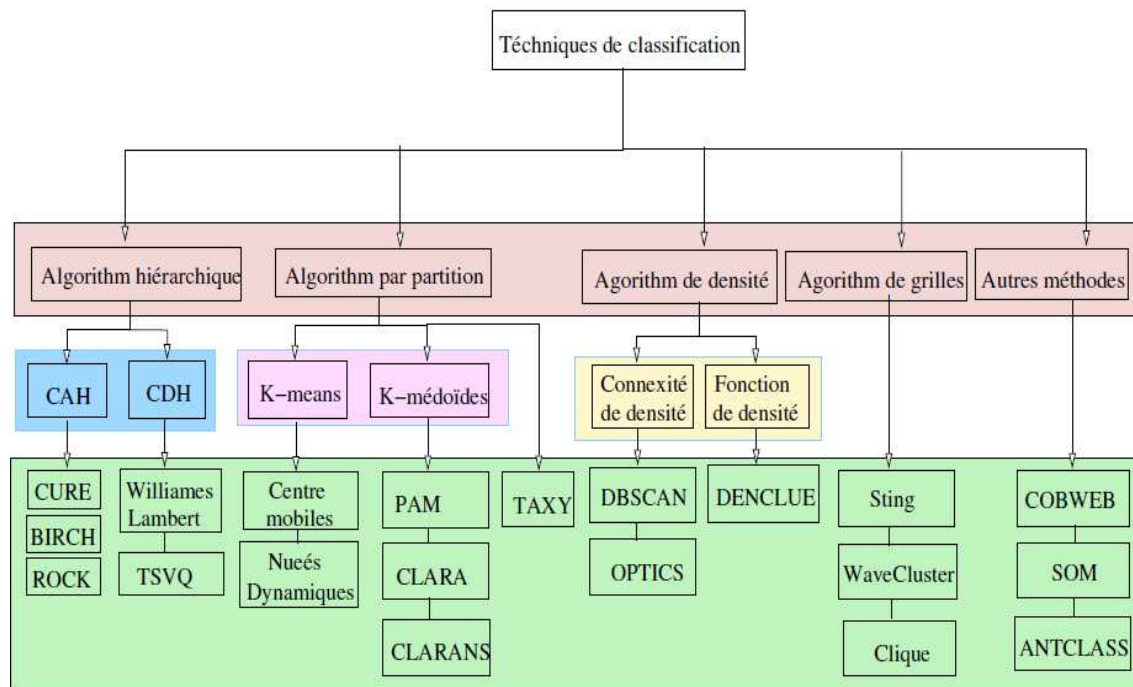 Téchniques de classification
Algorithm hiérarchique
Algorithm par partition
Agorithm de densité
Agorithm de grilles
Autres méthodes
CAH
CDH
K-means
K-médoïdes
Connexité
de densité
Fonction
de densité
CURE
BIRCH
ROCK
Williames
Lambert
TSVQ
Centre
mobiles
Nueés
Dynamiques
PAM
CLARA
CLARANS
TAXY
DBSCAN
OPTICS
DENCLUE
Sting
WaveCluster
Clique
COBWEB
SOM
ANTCLASS